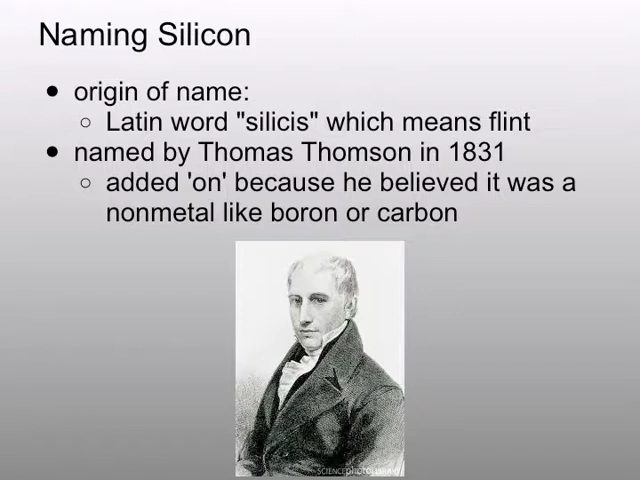 Naming Silicon
● origin of name:
○ Latin word "silicis" which means flint
● named by Thomas Thomson in 1831
○ added 'on' because he believed it was a
nonmetal like boron or carbon
SCIENCEPHOTOLIBRARY